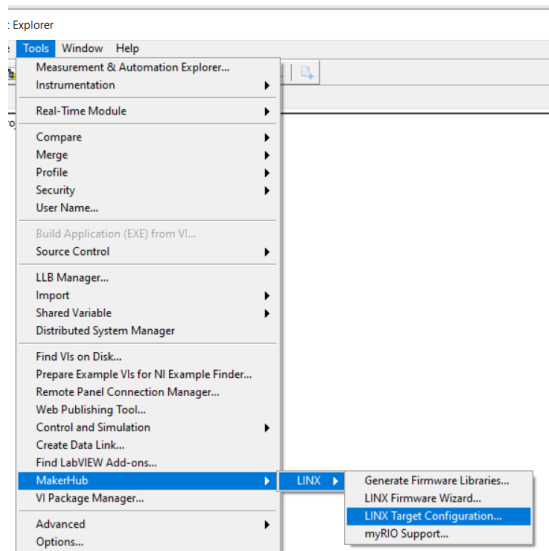 Explorer
Tools Window Help
Measurement & Automation Explorer...
Instrumentation
Real-Time Module
Compare
Merge
Profile
Security
User Name...
Build Application (EXE) from VI...
Source Control
LLB Manager...
Import
Shared Variable
Distributed System Manager
Find VIs on Disk...
Prepare Example VIs for NI Example Finder...
Remote Panel Connection Manager...
Web Publishing Tool...
Control and Simulation
Create Data Link...
Find LabVIEW Add-ons...
MakerHub
LINX
Generate Firmware Libraries...
VI Package Manager...
LINX Firmware Wizard...
LINX Target Configuration...
Advanced
myRIO Support...
Options...